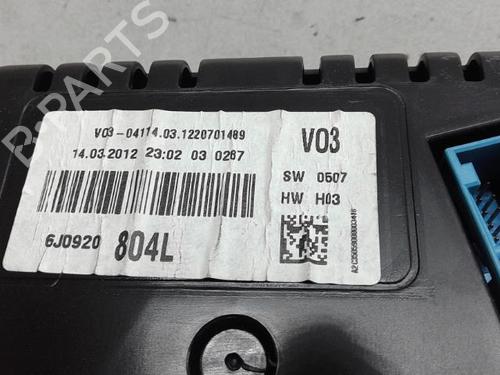 V03-04114.03.1220701489
14.03.2012 23:02 03 0267
6J0920 804L
V03
SW 0507
HW H03
B-PARTS